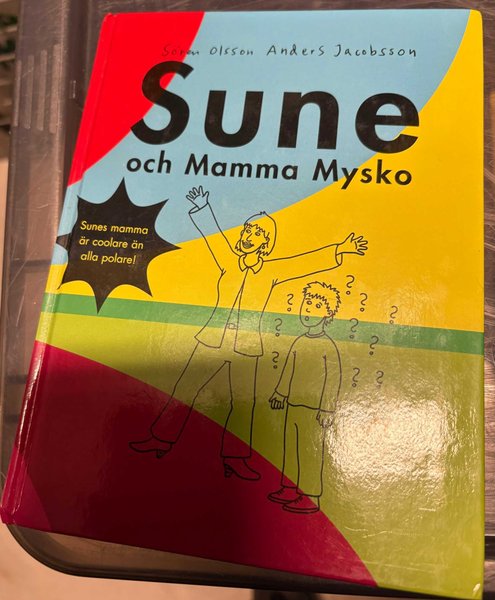 Sören Olsson Anders Jacobsson
Sune
och Mamma Mysko
Sunes mamma
är coolare än
alla polare!
? ? ? ? ? ? ? ? ? ?